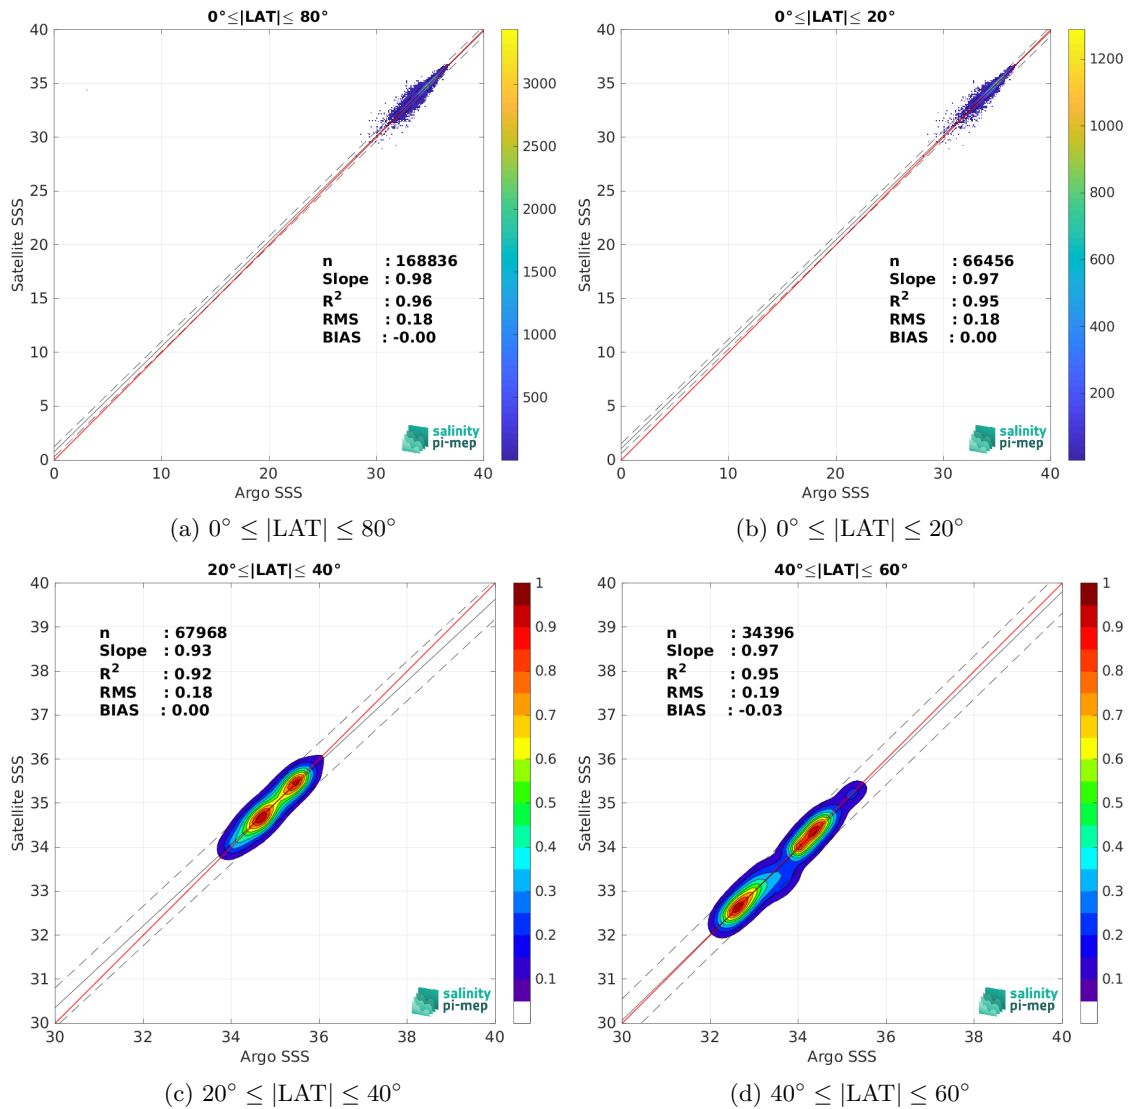 0°≤|LAT|≤ 80°
40
35
30
25
20
15
10
5
0
0
10
20
30
40
Satellite SSS
Argo SSS
n : 168836
Slope : 0.98
R² : 0.96
RMS : 0.18
BIAS : -0.00
3000
2500
2000
1500
1000
500
salinity
pi-mep
(a) 0° ≤ |LAT| ≤ 80°
0°≤|LAT|≤ 20°
40
35
30
25
20
15
10
5
0
0
10
20
30
40
Satellite SSS
Argo SSS
n : 66456
Slope : 0.97
R² : 0.95
RMS : 0.18
BIAS : 0.00
1200
1000
800
600
400
200
salinity
pi-mep
(b) 0° ≤ |LAT| ≤ 20°
20°≤|LAT|≤ 40°
40
39
38
37
36
35
34
33
32
31
30
30
32
34
36
38
40
Satellite SSS
Argo SSS
n : 67968
Slope : 0.93
R² : 0.92
RMS : 0.18
BIAS : 0.00
1
0.9
0.8
0.7
0.6
0.5
0.4
0.3
0.2
0.1
salinity
pi-mep
(c) 20° ≤ |LAT| ≤ 40°
40°≤|LAT|≤ 60°
40
39
38
37
36
35
34
33
32
31
30
30
32
34
36
38
40
Satellite SSS
Argo SSS
n : 34396
Slope : 0.97
R² : 0.95
RMS : 0.19
BIAS : -0.03
1
0.9
0.8
0.7
0.6
0.5
0.4
0.3
0.2
0.1
salinity
pi-mep
(d) 40° ≤ |LAT| ≤ 60°